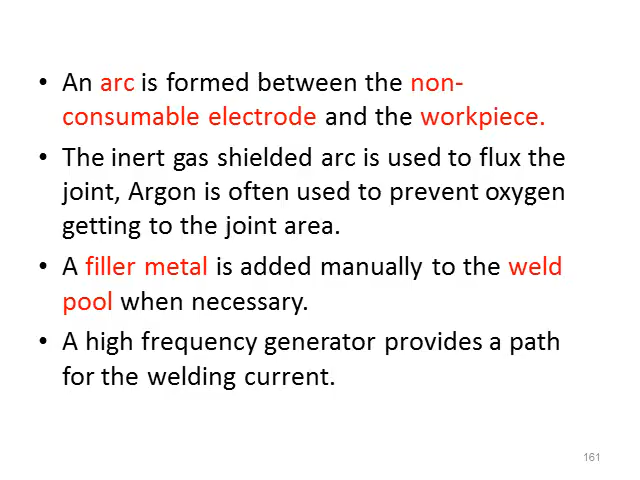 • An arc is formed between the non-
consumable electrode and the workpiece.
• The inert gas shielded arc is used to flux the
joint, Argon is often used to prevent oxygen
getting to the joint area.
• A filler metal is added manually to the weld
pool when necessary.
• A high frequency generator provides a path
for the welding current.
161